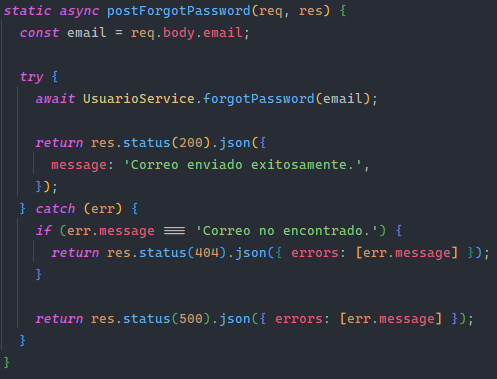 static async postForgotPassword(req, res) {
  const email = req.body.email;

  try {
    await UsuarioService.forgotPassword(email);

    return res.status(200).json({
      message: 'Correo enviado exitosamente.',
    });
  } catch (err) {
    if (err.message === 'Correo no encontrado.') {
      return res.status(404).json({ errors: [err.message] });
    }

    return res.status(500).json({ errors: [err.message] });
  }
}